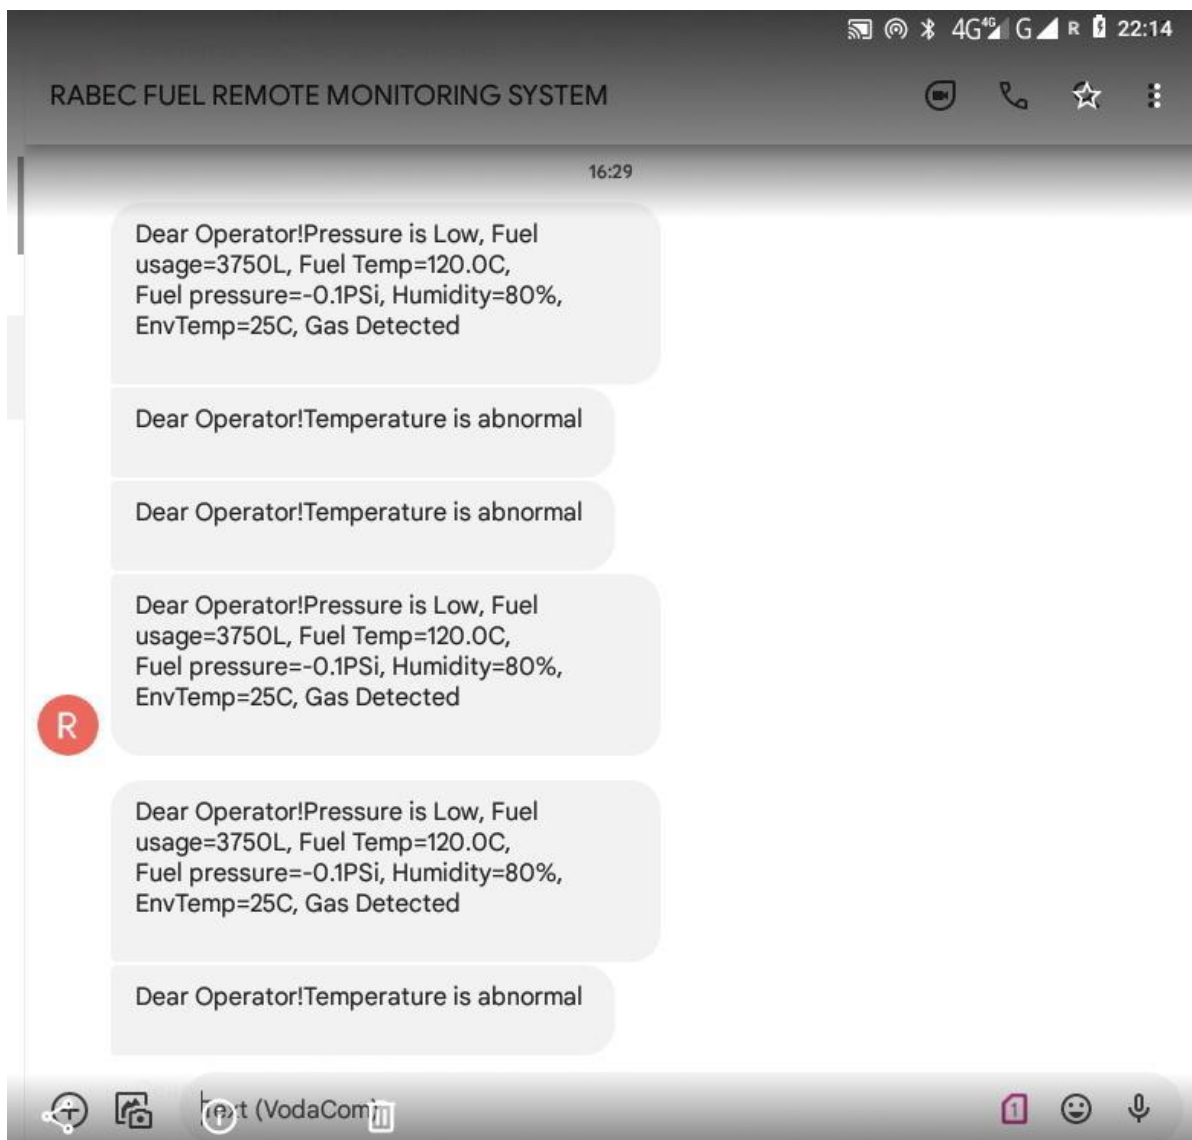 4G 4G G R 22:14
RABEC FUEL REMOTE MONITORING SYSTEM
16:29
Dear Operator!Pressure is Low, Fuel
usage=3750L, Fuel Temp=120.0C,
Fuel pressure=-0.1PSi, Humidity=80%,
EnvTemp=25C, Gas Detected
Dear Operator!Temperature is abnormal
Dear Operator!Temperature is abnormal
Dear Operator!Pressure is Low, Fuel
usage=3750L, Fuel Temp=120.0C,
Fuel pressure=-0.1PSi, Humidity=80%,
EnvTemp=25C, Gas Detected
R
Dear Operator!Pressure is Low, Fuel
usage=3750L, Fuel Temp=120.0C,
Fuel pressure=-0.1PSi, Humidity=80%,
EnvTemp=25C, Gas Detected
Dear Operator!Temperature is abnormal
Text (VodaCom) 1